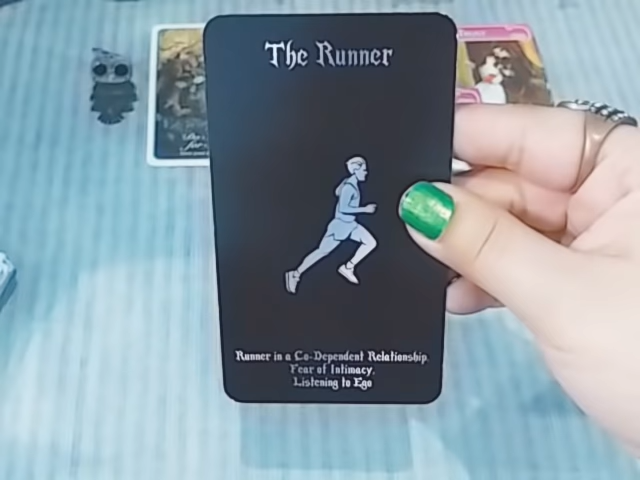 The Runner
Runner in a Co-Dependent Relationship.
Fear of Intimacy.
Listening to Ego